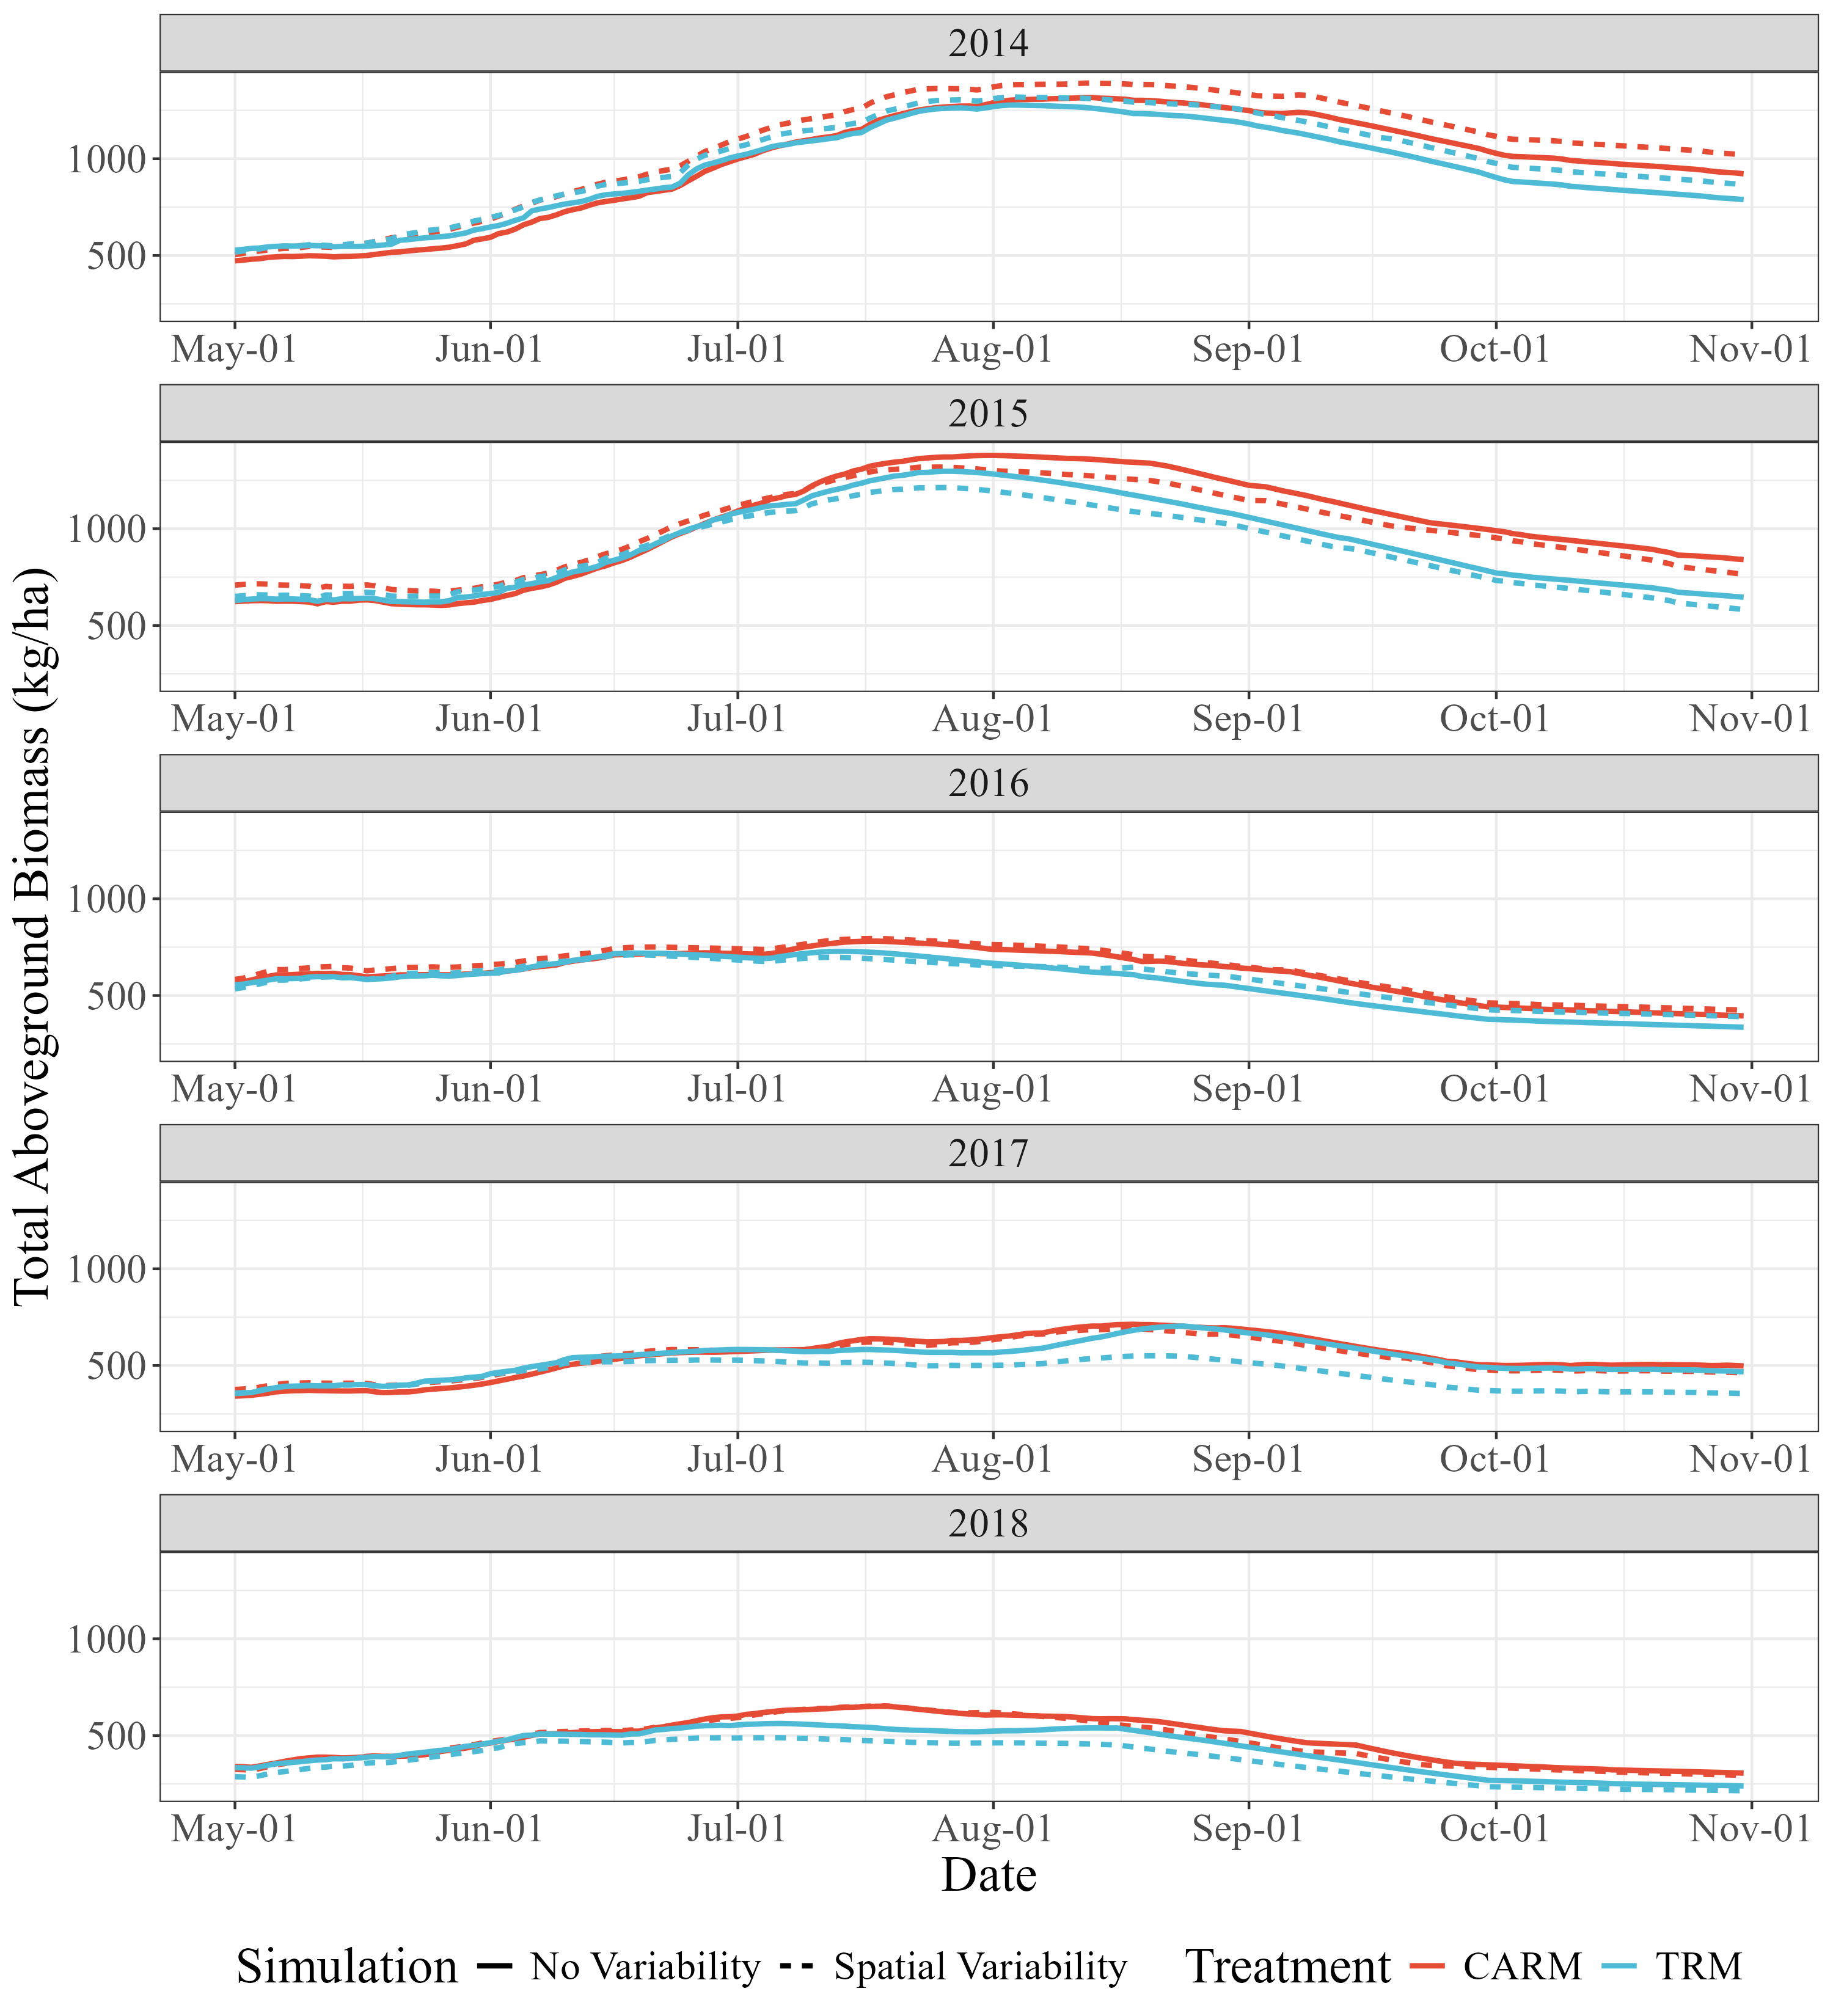 2014
1000
500
May-01 Jun-01 Jul-01 Aug-01 Sep-01 Oct-01 Nov-01
2015
1000
500
May-01 Jun-01 Jul-01 Aug-01 Sep-01 Oct-01 Nov-01
2016
1000
500
May-01 Jun-01 Jul-01 Aug-01 Sep-01 Oct-01 Nov-01
2017
1000
500
May-01 Jun-01 Jul-01 Aug-01 Sep-01 Oct-01 Nov-01
2018
1000
500
May-01 Jun-01 Jul-01 Aug-01 Sep-01 Oct-01 Nov-01
Total Aboveground Biomass (kg/ha)
Date
Simulation No Variability Spatial Variability Treatment CARM TRM